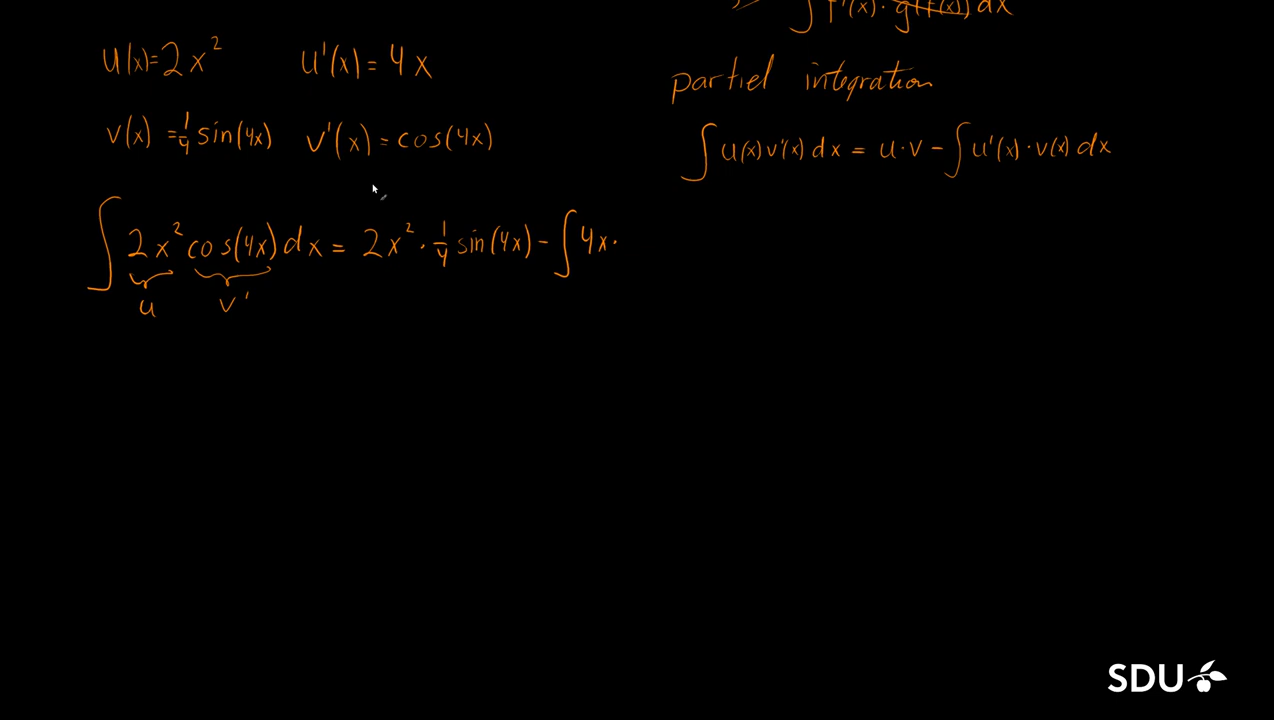 ∫ f'(x) · g(f(x)) dx
u(x) = 2x² u'(x) = 4x
v(x) = 1/4 sin(4x) v'(x) = cos(4x)
∫ 2x² cos(4x) dx = 2x² · 1/4 sin(4x) - ∫ 4x ·
u v'
partiel integration
∫ u(x) v'(x) dx = u · v - ∫ u'(x) · v(x) dx
SDU